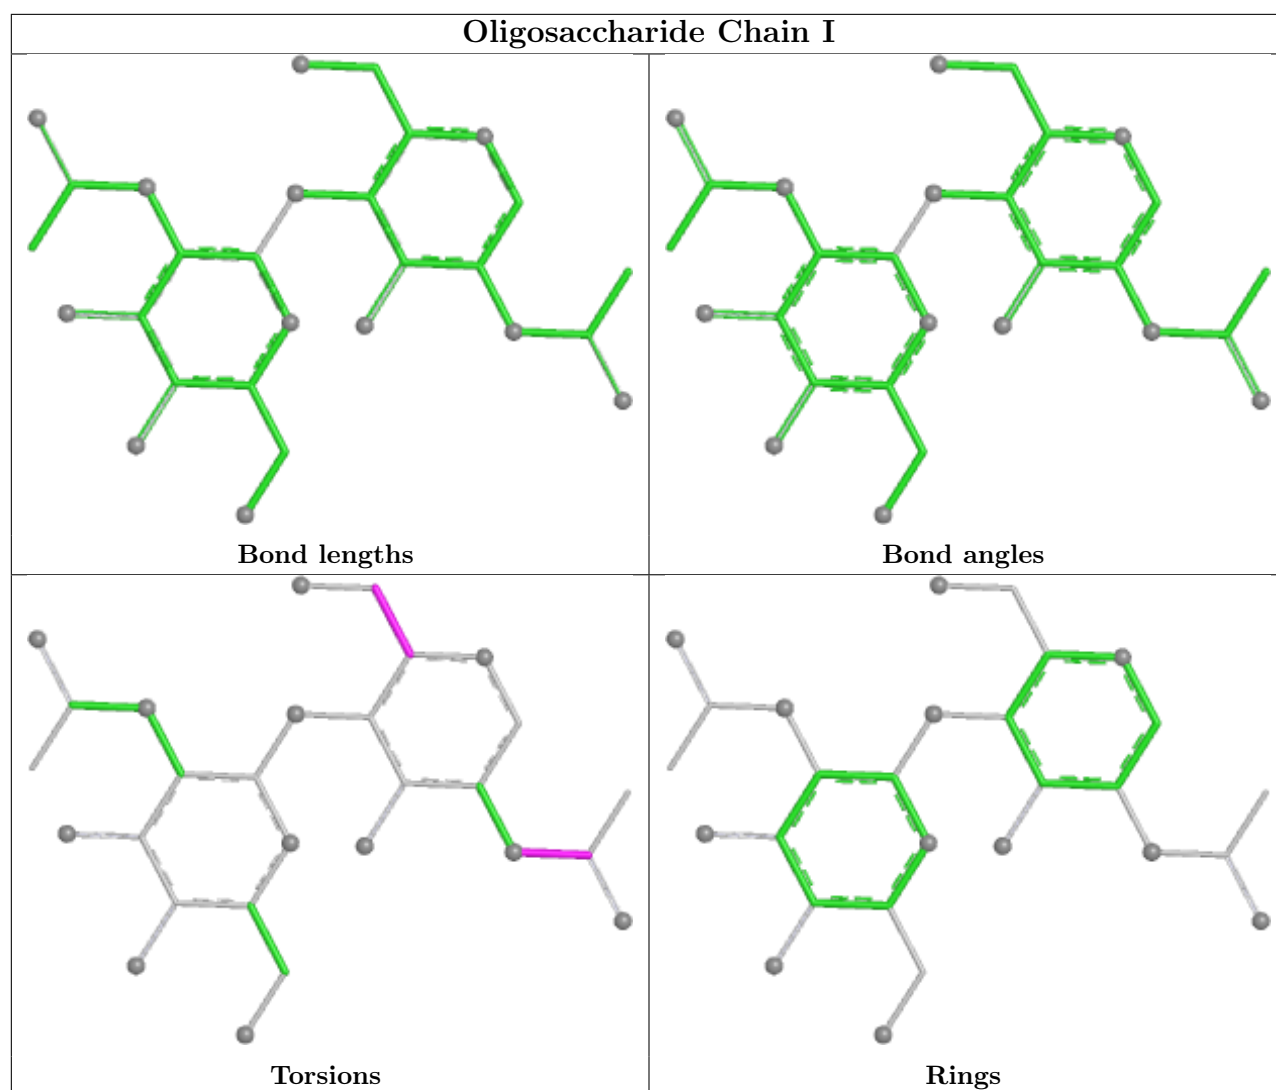 Oligosaccharide Chain I
Bond lengths
Bond angles
Torsions
Rings